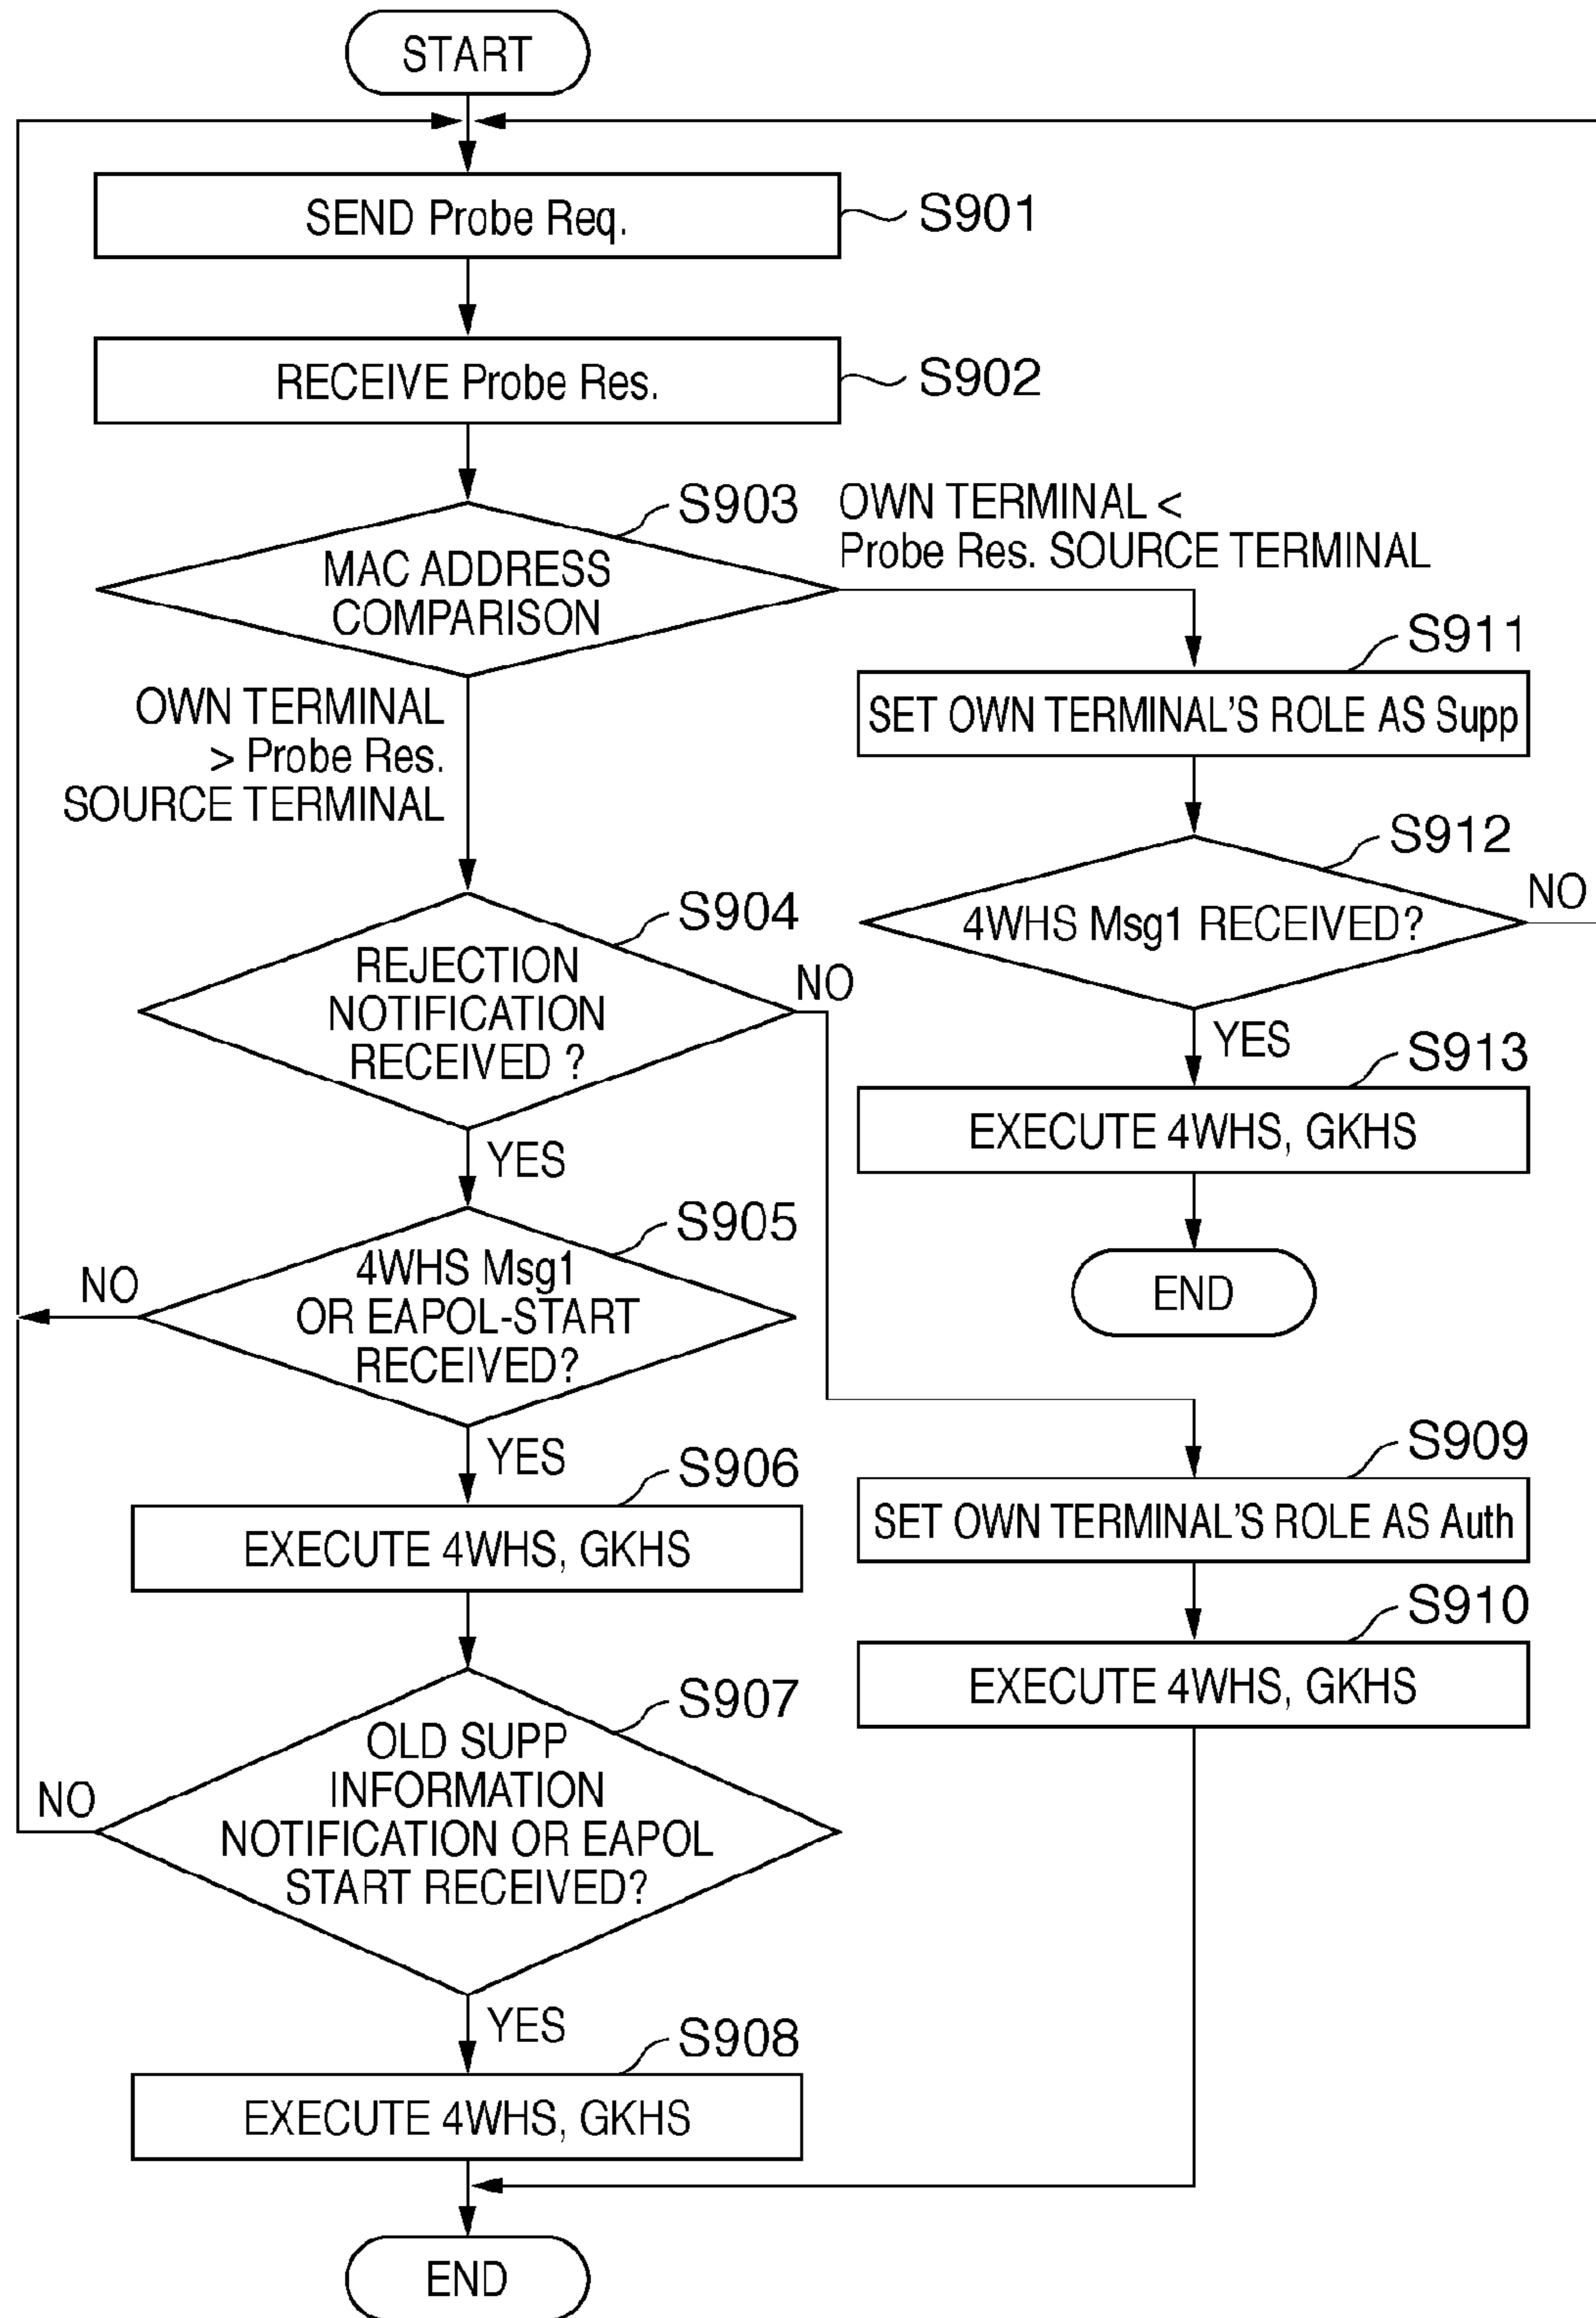 START
SEND Probe Req.
S901
RECEIVE Probe Res.
S902
S903
MAC ADDRESS
COMPARISON
OWN TERMINAL <
Probe Res. SOURCE TERMINAL
OWN TERMINAL
> Probe Res.
SOURCE TERMINAL
S911
SET OWN TERMINAL'S ROLE AS Supp
S912
4WHS Msg1 RECEIVED?
NO
YES
S913
EXECUTE 4WHS, GKHS
END
S904
REJECTION
NOTIFICATION
RECEIVED ?
NO
YES
S905
4WHS Msg1
OR EAPOL-START
RECEIVED?
NO
YES
S906
EXECUTE 4WHS, GKHS
S909
SET OWN TERMINAL'S ROLE AS Auth
S910
EXECUTE 4WHS, GKHS
S907
OLD SUPP
INFORMATION
NOTIFICATION OR EAPOL
START RECEIVED?
NO
YES
S908
EXECUTE 4WHS, GKHS
END